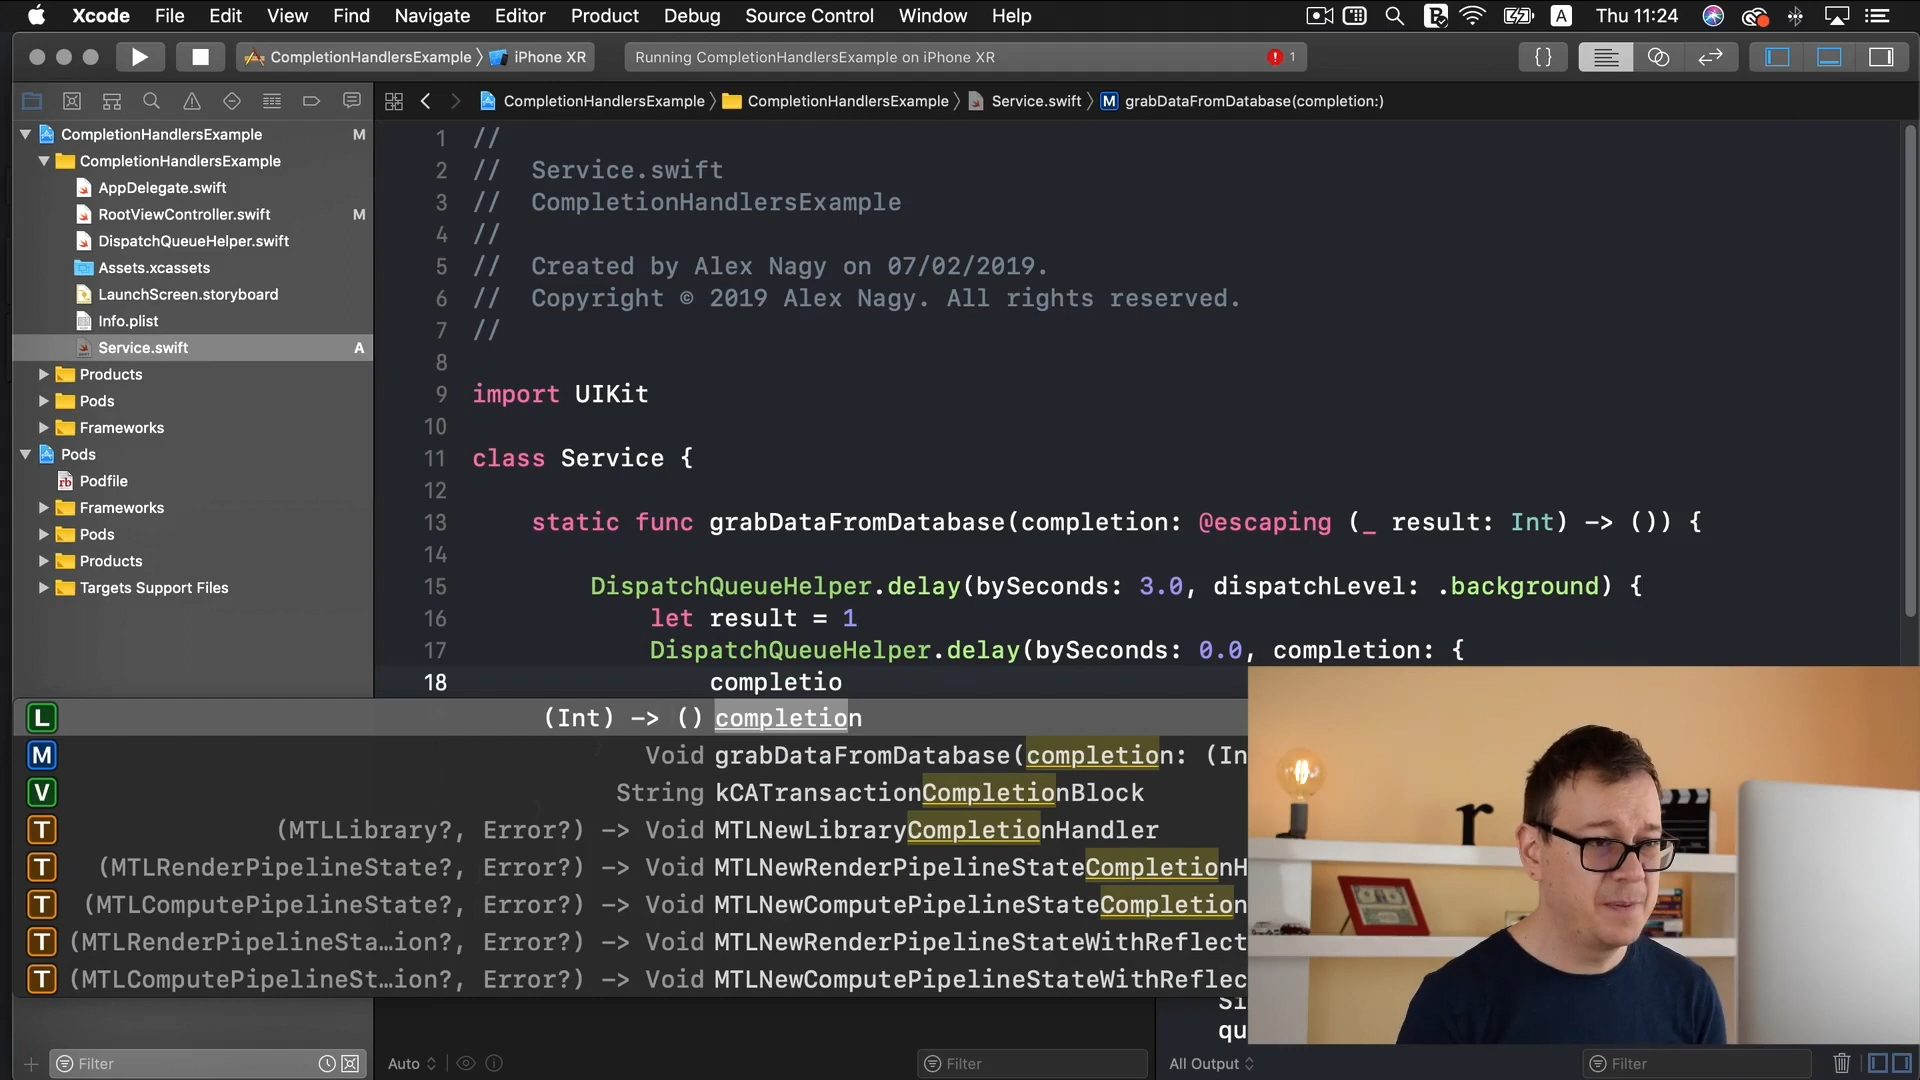 Xcode File Edit View Find Navigate Editor Product Debug Source Control Window Help Thu 11:24
CompletionHandlersExample iPhone XR
Running CompletionHandlersExample on iPhone XR 1
CompletionHandlersExample CompletionHandlersExample Service.swift M grabDataFromDatabase(completion:)
CompletionHandlersExample M
CompletionHandlersExample
AppDelegate.swift
RootViewController.swift M
DispatchQueueHelper.swift
Assets.xcassets
LaunchScreen.storyboard
Info.plist
Service.swift A
Products
Pods
Frameworks
Pods
rb Podfile
Frameworks
Pods
Products
Targets Support Files
1 //
2 //  Service.swift
3 //  CompletionHandlersExample
4 //
5 //  Created by Alex Nagy on 07/02/2019.
6 //  Copyright © 2019 Alex Nagy. All rights reserved.
7 //
8
9 import UIKit
10
11 class Service {
12
13 static func grabDataFromDatabase(completion: @escaping (_ result: Int) -> ()) {
14
15 DispatchQueueHelper.delay(bySeconds: 3.0, dispatchLevel: .background) {
16 let result = 1
17 DispatchQueueHelper.delay(bySeconds: 0.0, completion: {
18 completio
L (Int) -> () completion
M Void grabDataFromDatabase(completion: (In
V String kCATransactionCompletionBlock
T (MTLLibrary?, Error?) -> Void MTLNewLibraryCompletionHandler
T (MTLRenderPipelineState?, Error?) -> Void MTLNewRenderPipelineStateCompletionH
T (MTLComputePipelineState?, Error?) -> Void MTLNewComputePipelineStateCompletion
T (MTLRenderPipelineSta…ion?, Error?) -> Void MTLNewRenderPipelineStateWithReflect
T (MTLComputePipelineSt…ion?, Error?) -> Void MTLNewComputePipelineStateWithReflec
Si
qu
Filter Auto Filter All Output Filter